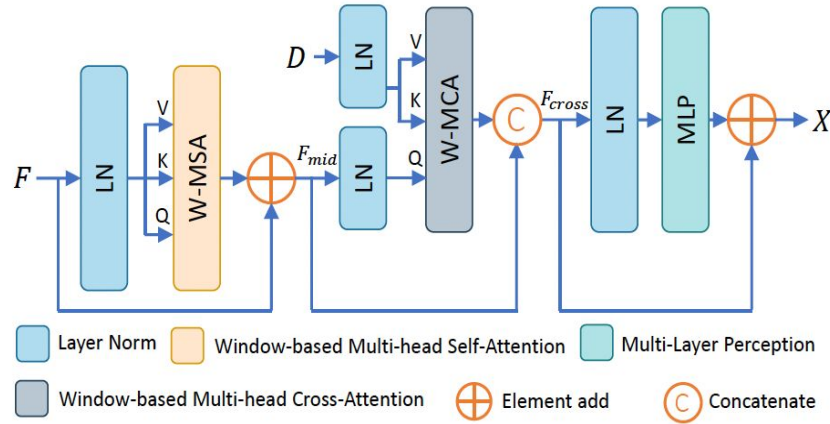 D
LN
V
K
W-MCA
C
F_cross
LN
MLP
X
F
LN
V
K
Q
W-MSA
F_mid
LN
Q
Layer Norm
Window-based Multi-head Self-Attention
Multi-Layer Perception
Window-based Multi-head Cross-Attention
Element add
C
Concatenate